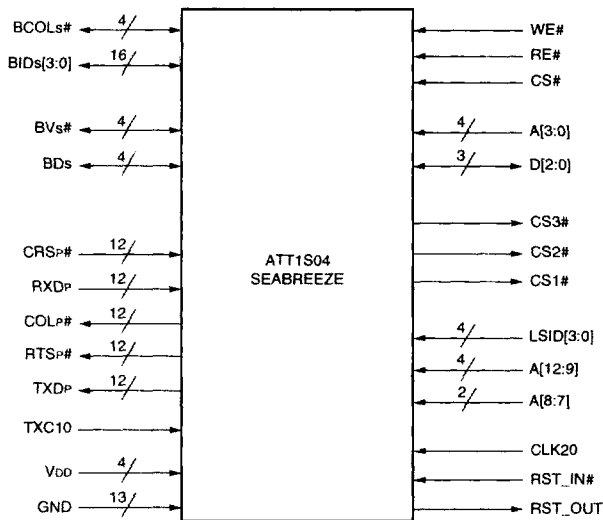 BCOLs# 4
BIDs[3:0] 16
BVs# 4
BDs 4
CRSP# 12
RXDP 12
COLP# 12
RTSP# 12
TXDP 12
TXC10
VDD 4
GND 13
ATT1S04
SEABREEZE
WE#
RE#
CS#
4 A[3:0]
3 D[2:0]
CS3#
CS2#
CS1#
4 LSID[3:0]
4 A[12:9]
2 A[8:7]
CLK20
RST_IN#
RST_OUT